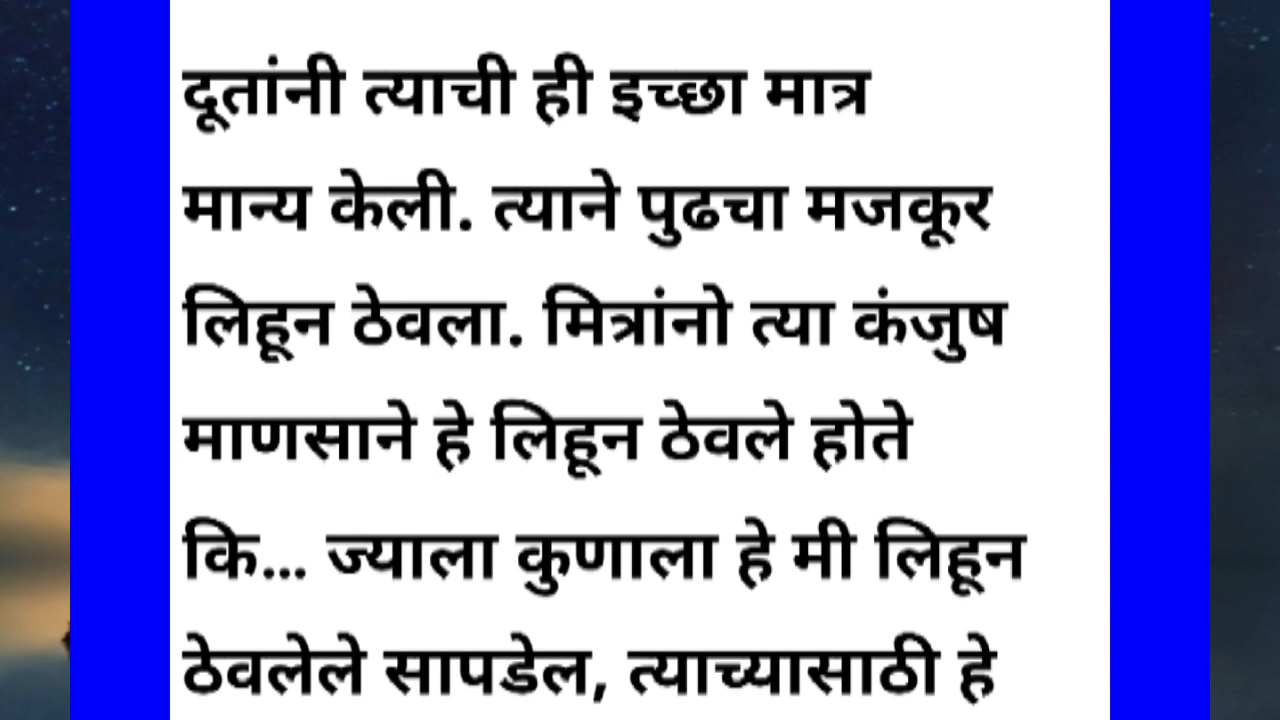 दूतांनी त्याची ही इच्छा मात्र
मान्य केली. त्याने पुढचा मजकूर
लिहून ठेवला. मित्रांनो त्या कंजुष
माणसाने हे लिहून ठेवले होते
कि... ज्याला कुणाला हे मी लिहून
ठेवलेले सापडेल, त्याच्यासाठी हे